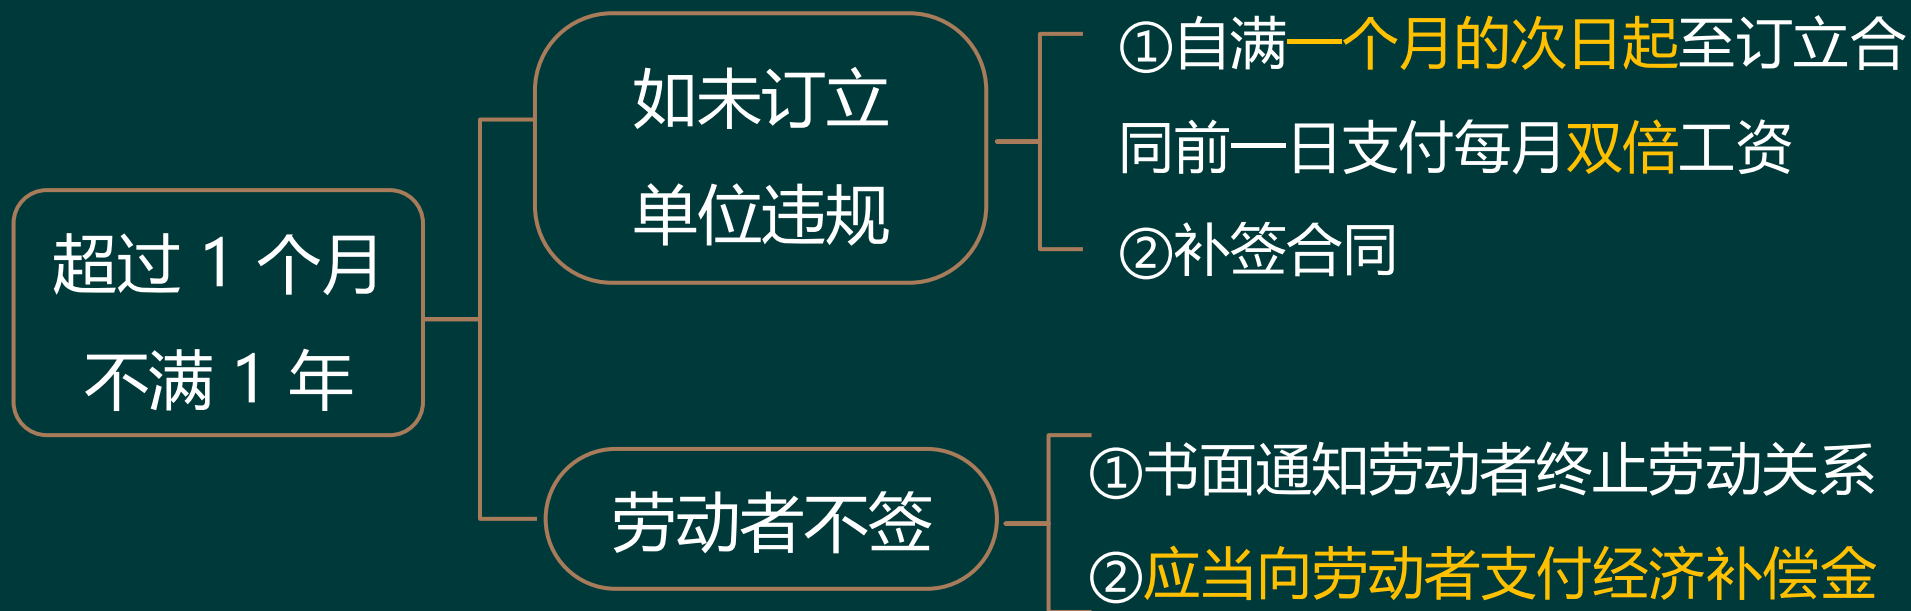 超过 1 个月
不满 1 年
如未订立
单位违规
①自满一个月的次日起至订立合
同前一日支付每月双倍工资
②补签合同
劳动者不签
①书面通知劳动者终止劳动关系
②应当向劳动者支付经济补偿金